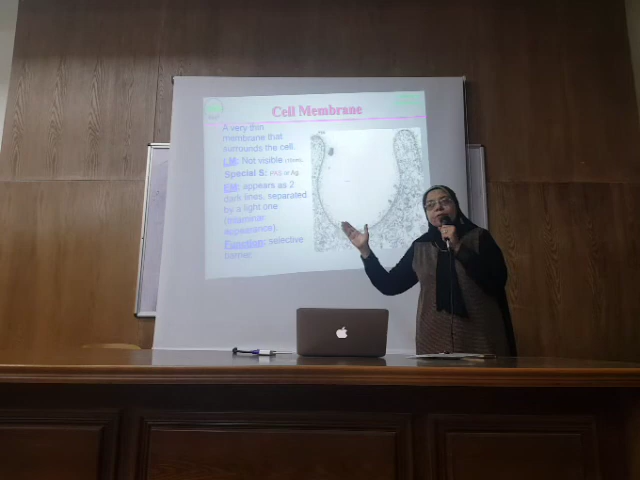 Cell Membrane
A very thin
membrane that
surrounds the cell.
LM: Not visible
Special S: PAS or Ag.
EM: appears as 2
dark lines, separated
by a light one
(trilaminar
appearance).
Function: selective
barrier.